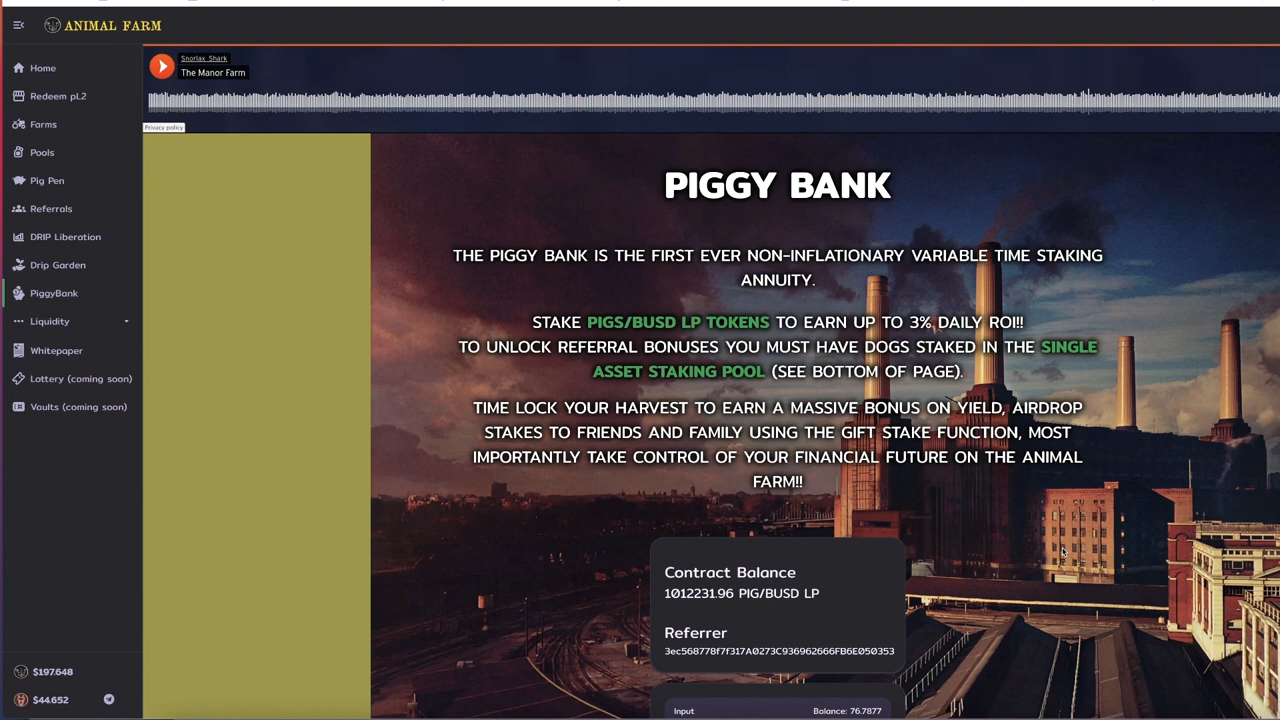 ANIMAL FARM
Snorlax_Shark
The Manor Farm
Privacy policy
Home
Redeem pL2
Farms
Pools
Pig Pen
Referrals
DRIP Liberation
Drip Garden
PiggyBank
Liquidity
Whitepaper
Lottery (coming soon)
Vaults (coming soon)
$197.648
$44.652
PIGGY BANK
THE PIGGY BANK IS THE FIRST EVER NON-INFLATIONARY VARIABLE TIME STAKING
ANNUITY.
STAKE PIGS/BUSD LP TOKENS TO EARN UP TO 3% DAILY ROI!!
TO UNLOCK REFERRAL BONUSES YOU MUST HAVE DOGS STAKED IN THE SINGLE
ASSET STAKING POOL (SEE BOTTOM OF PAGE).
TIME LOCK YOUR HARVEST TO EARN A MASSIVE BONUS ON YIELD, AIRDROP
STAKES TO FRIENDS AND FAMILY USING THE GIFT STAKE FUNCTION, MOST
IMPORTANTLY TAKE CONTROL OF YOUR FINANCIAL FUTURE ON THE ANIMAL
FARM!!
Contract Balance
1012231.96 PIG/BUSD LP
Referrer
3ec568778f7f317A0273C936962666FB6E050353
Input Balance: 76.7877